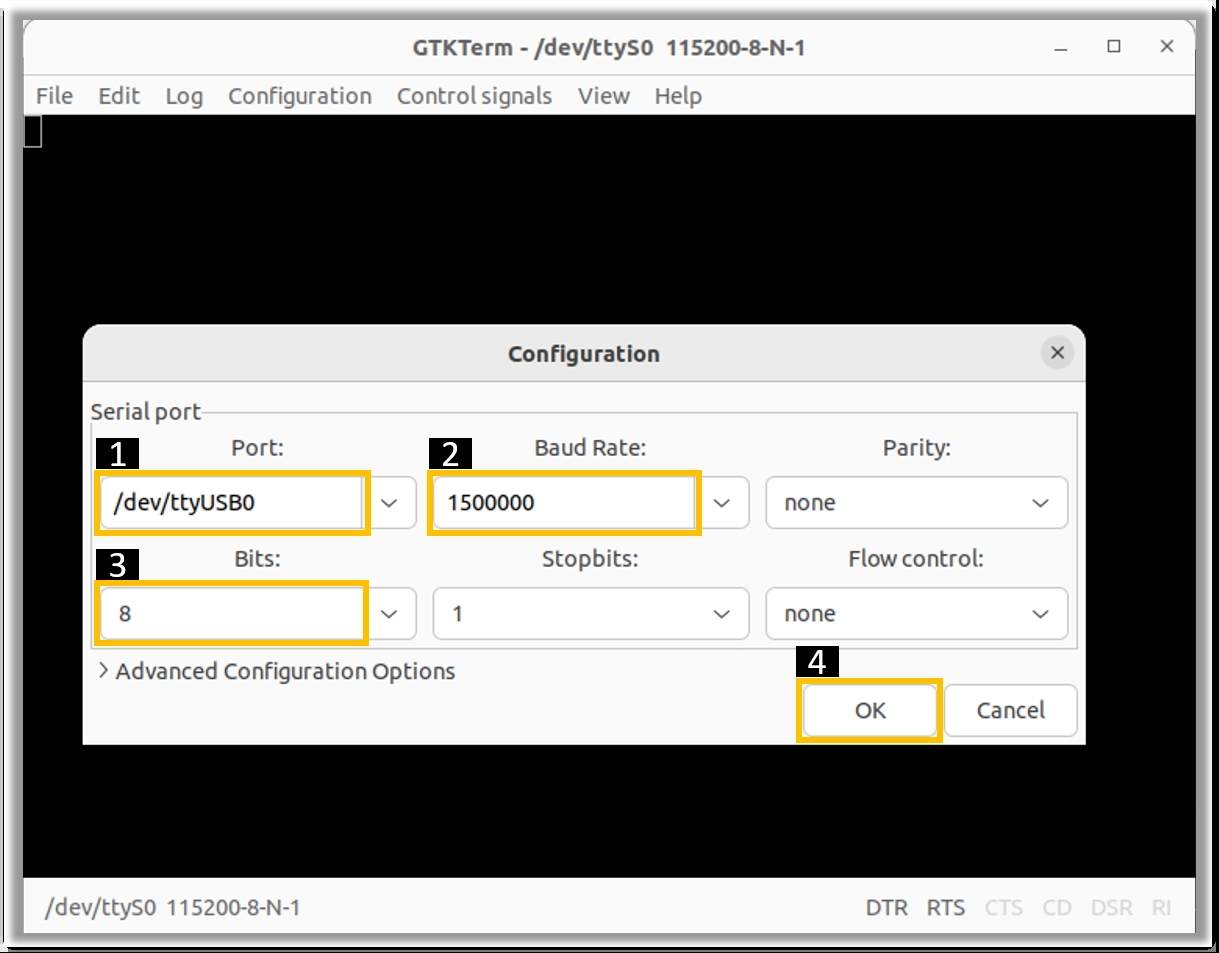 GTKTerm - /dev/ttyS0 115200-8-N-1
File Edit Log Configuration Control signals View Help
Configuration
Serial port
1 Port: 2 Baud Rate: Parity:
/dev/ttyUSB0 1500000 none
3 Bits: Stopbits: Flow control:
8 1 none
Advanced Configuration Options
4
OK Cancel
/dev/ttyS0 115200-8-N-1 DTR RTS CTS CD DSR RI